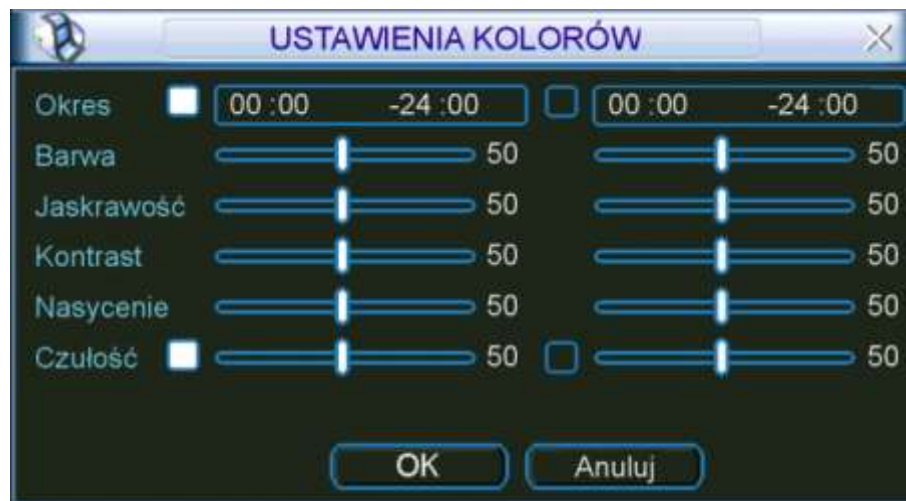 USTAWIENIA KOLORÓW
Okres 00 :00 -24 :00 00 :00 -24 :00
Barwa 50 50
Jaskrawość 50 50
Kontrast 50 50
Nasycenie 50 50
Czułość 50 50
OK Anuluj